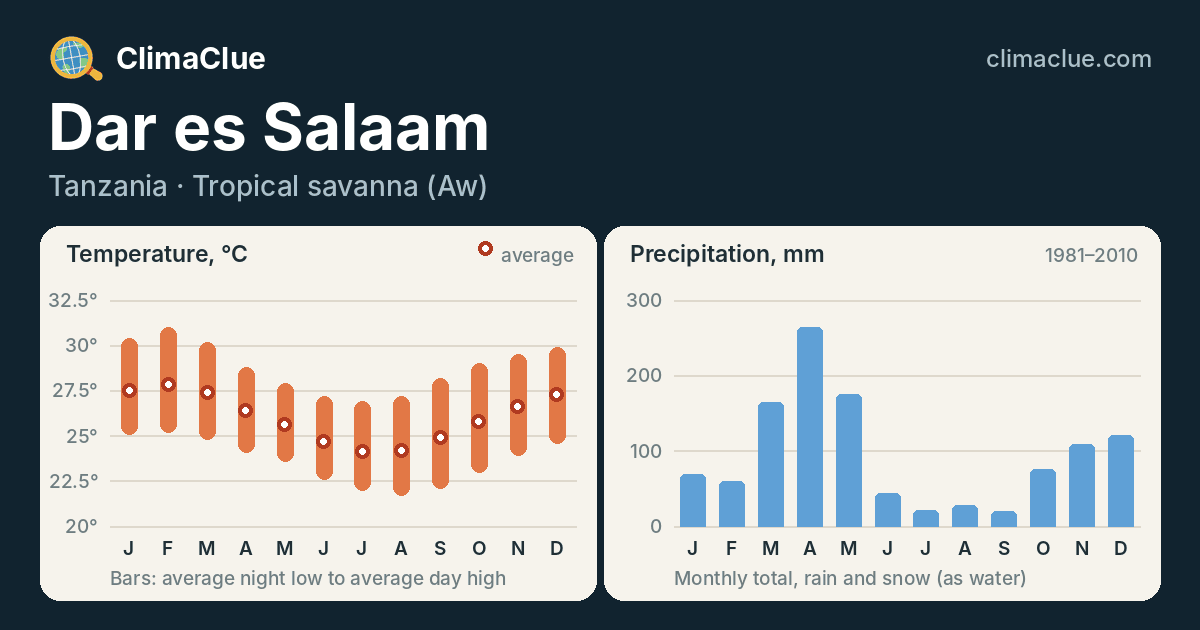 ClimaClue
climaclue.com
Dar es Salaam
Tanzania · Tropical savanna (Aw)
Temperature, °C
average
32.5°
30°
27.5°
25°
22.5°
20°
J F M A M J J A S O N D
Bars: average night low to average day high
Precipitation, mm
1981–2010
300
200
100
0
J F M A M J J A S O N D
Monthly total, rain and snow (as water)